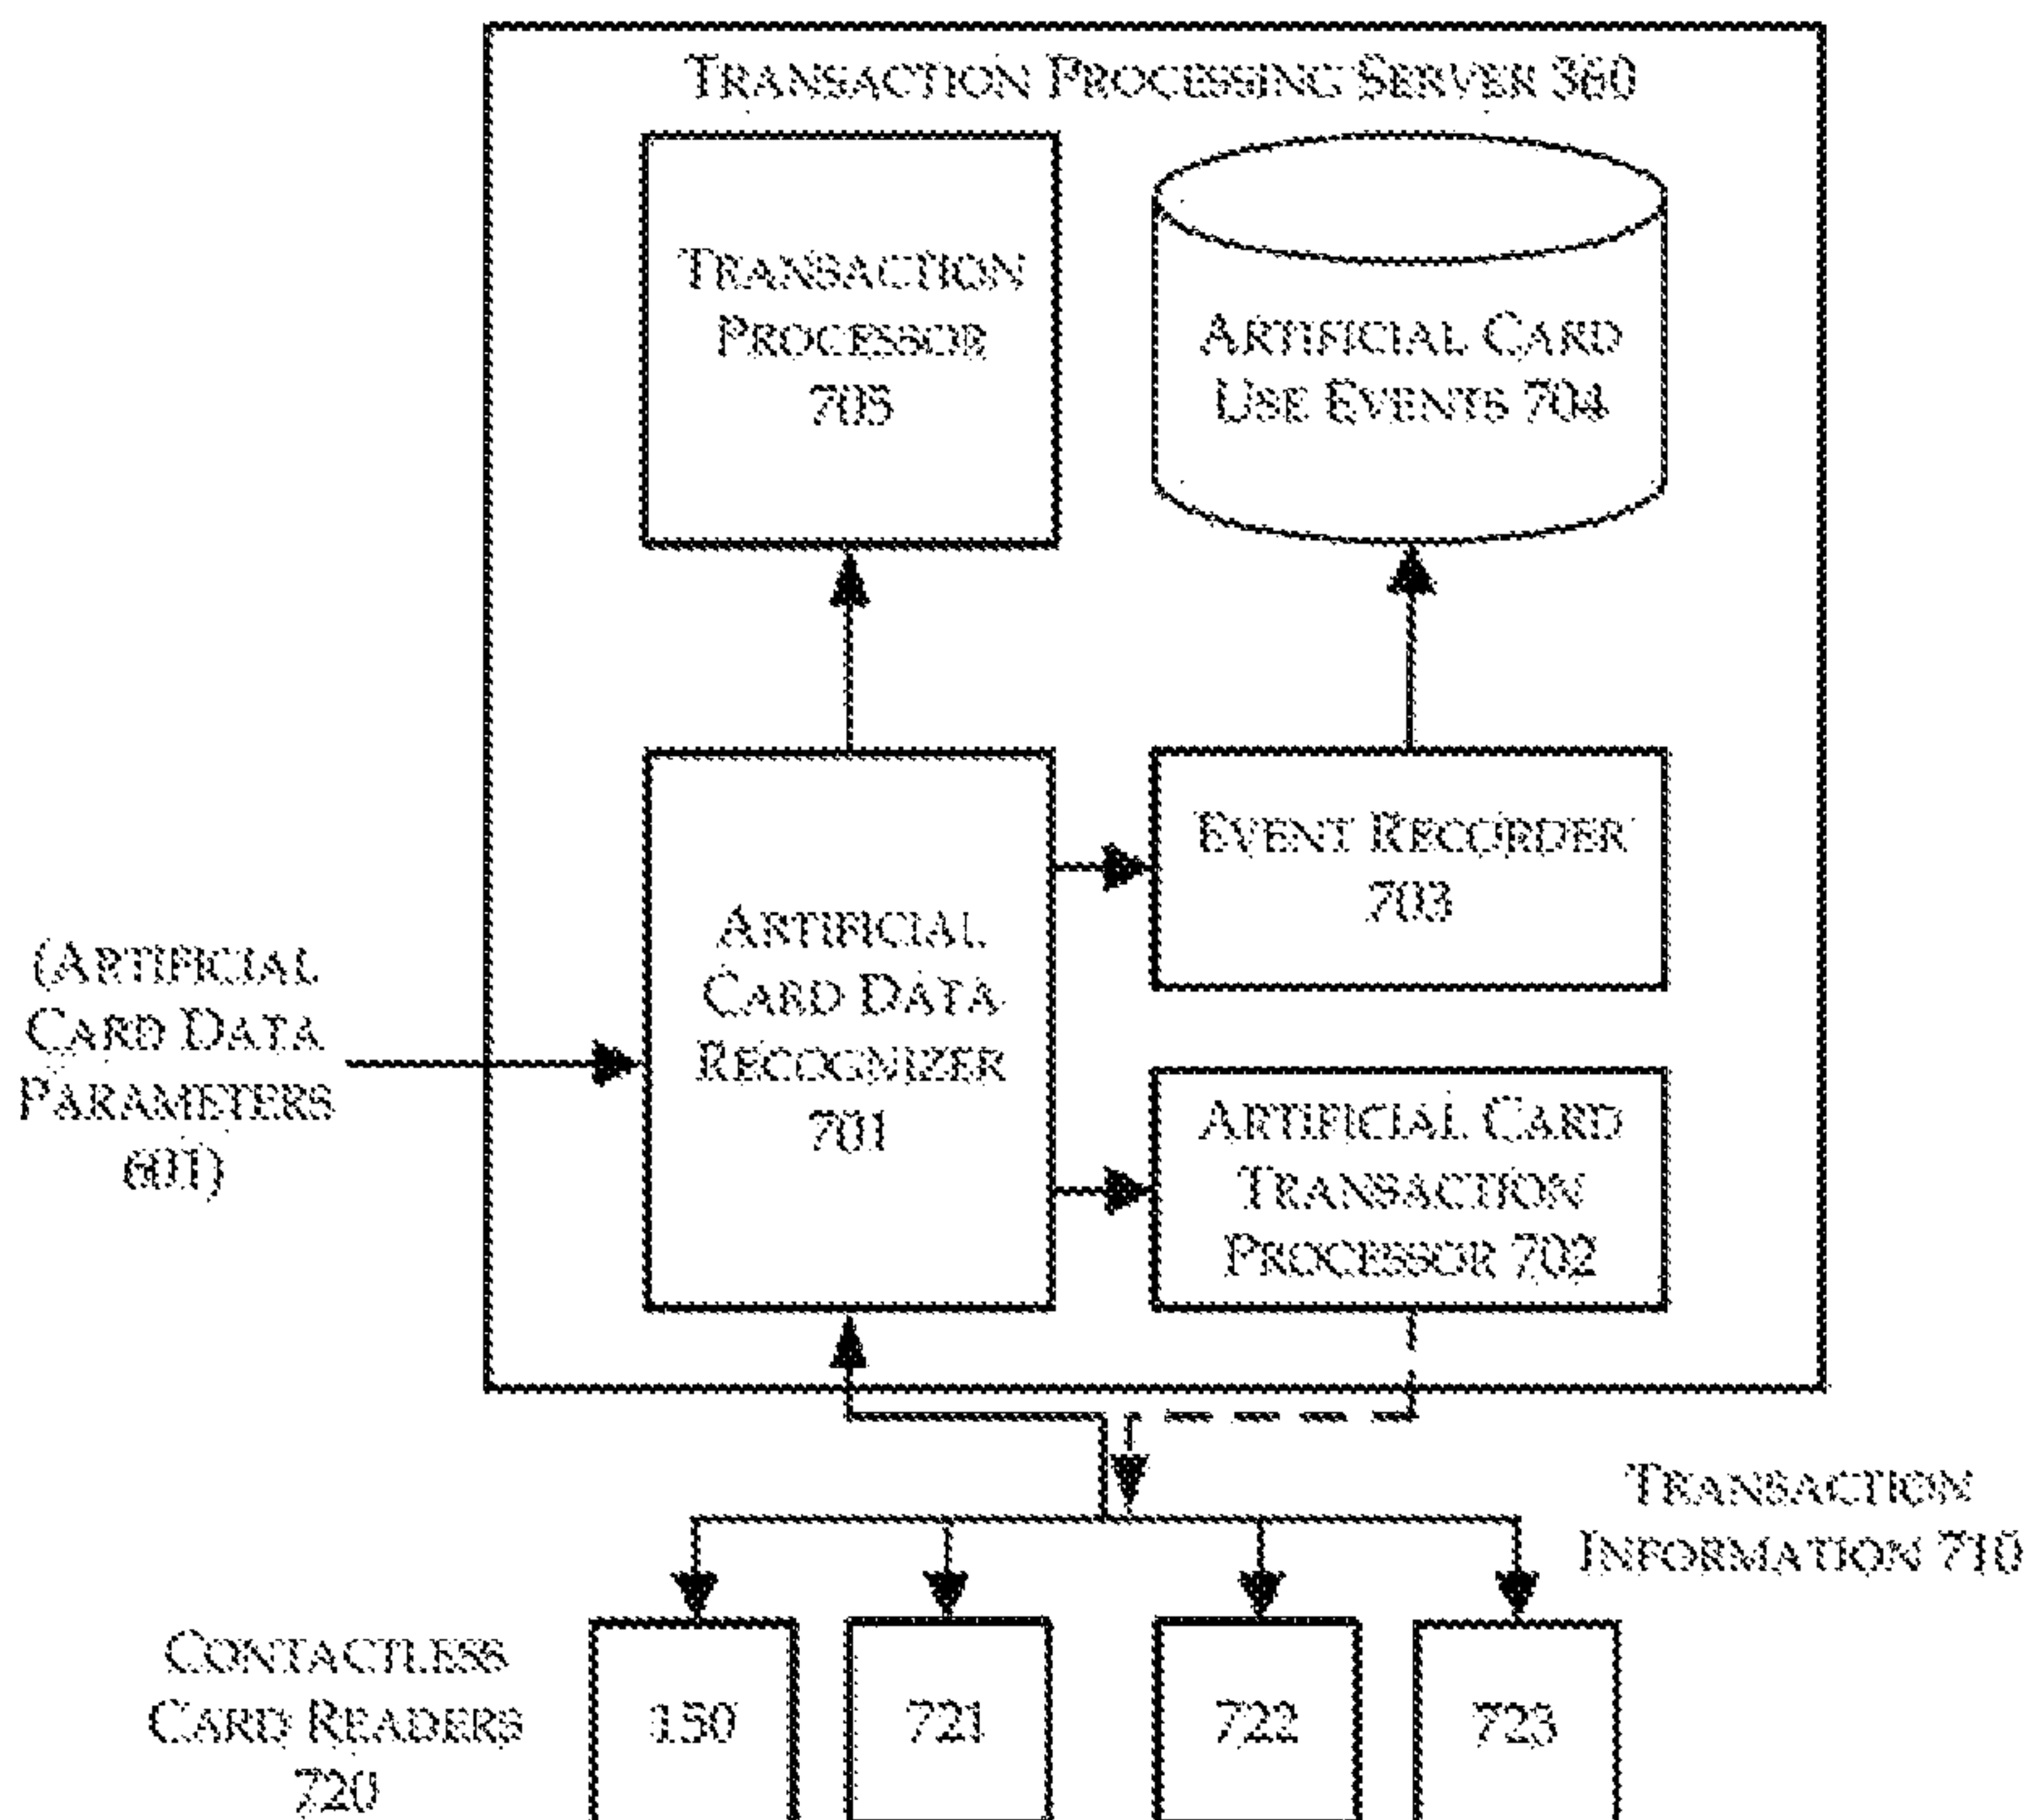 TRANSACTION PROCESSING SERVER 360
TRANSACTION
PROCESSOR
705
ARTIFICIAL CARD
USE EVENTS 704
EVENT RECORDER
703
ARTIFICIAL
CARD DATA
RECOGNIZER
701
(ARTIFICIAL
CARD DATA
PARAMETERS
601)
ARTIFICIAL CARD
TRANSACTION
PROCESSOR 702
TRANSACTION
INFORMATION 710
CONTACTLESS
CARD READERS
720
150
721
722
723